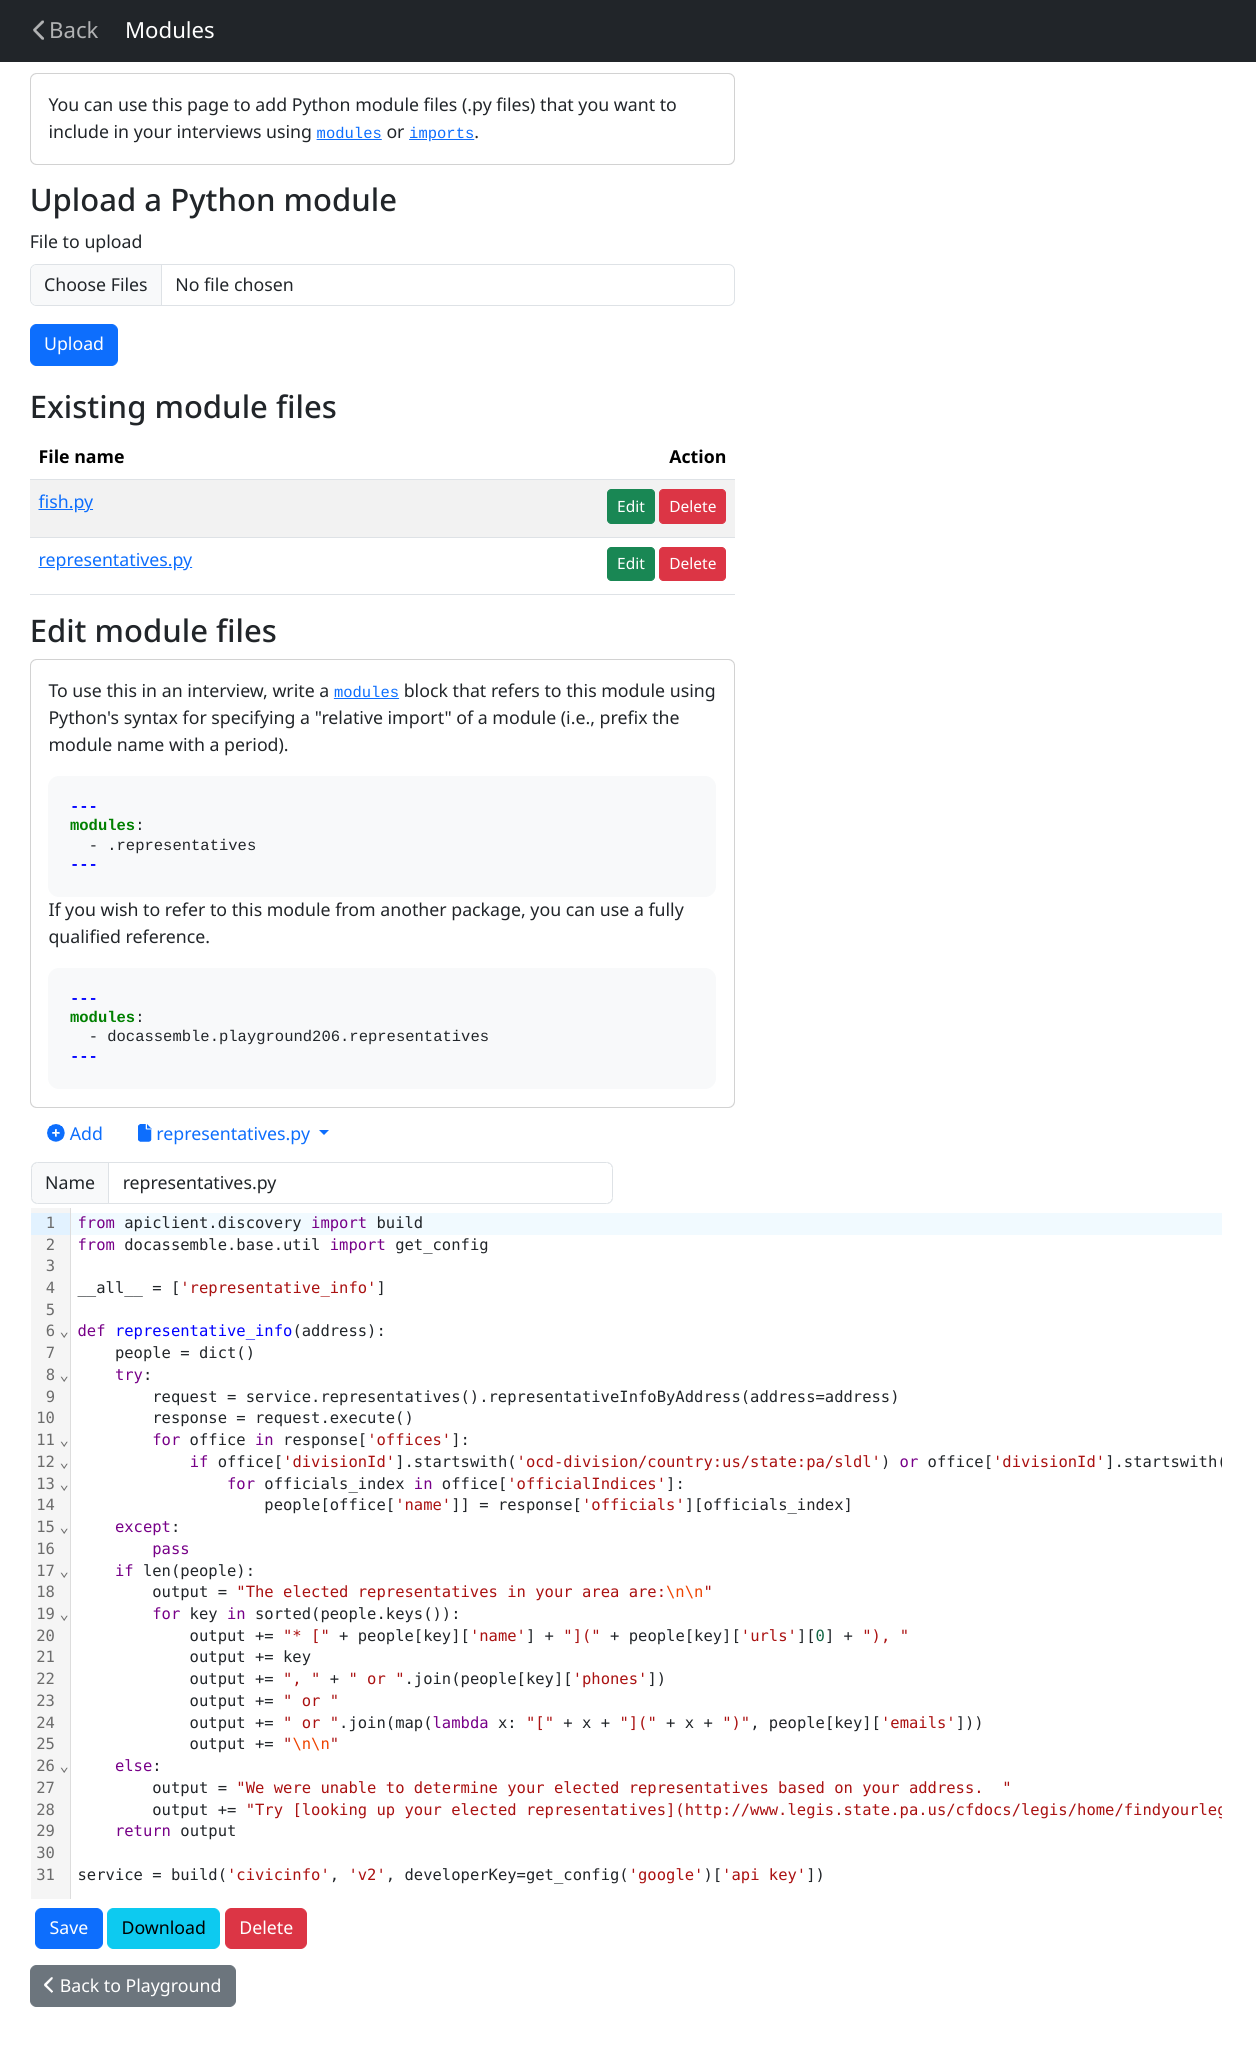 Back Modules
You can use this page to add Python module files (.py files) that you want to
include in your interviews using modules or imports.
Upload a Python module
File to upload
Choose Files No file chosen
Upload
Existing module files
File name Action
fish.py Edit Delete
representatives.py Edit Delete
Edit module files
To use this in an interview, write a modules block that refers to this module using
Python's syntax for specifying a "relative import" of a module (i.e., prefix the
module name with a period).
---
modules:
  - .representatives
---
If you wish to refer to this module from another package, you can use a fully
qualified reference.
---
modules:
  - docassemble.playground206.representatives
---
Add representatives.py
Name representatives.py
1 from apiclient.discovery import build
2 from docassemble.base.util import get_config
3
4 __all__ = ['representative_info']
5
6 def representative_info(address):
7     people = dict()
8     try:
9         request = service.representatives().representativeInfoByAddress(address=address)
10         response = request.execute()
11         for office in response['offices']:
12             if office['divisionId'].startswith('ocd-division/country:us/state:pa/sldl') or office['divisionId'].startswith(
13                 for officials_index in office['officialIndices']:
14                     people[office['name']] = response['officials'][officials_index]
15     except:
16         pass
17     if len(people):
18         output = "The elected representatives in your area are:\n\n"
19         for key in sorted(people.keys()):
20             output += "* [" + people[key]['name'] + "](" + people[key]['urls'][0] + "), "
21             output += key
22             output += ", " + " or ".join(people[key]['phones'])
23             output += " or "
24             output += " or ".join(map(lambda x: "[" + x + "](" + x + ")", people[key]['emails']))
25             output += "\n\n"
26     else:
27         output = "We were unable to determine your elected representatives based on your address.  "
28         output += "Try [looking up your elected representatives](http://www.legis.state.pa.us/cfdocs/legis/home/findyourleg
29     return output
30
31 service = build('civicinfo', 'v2', developerKey=get_config('google')['api key'])
Save Download Delete
Back to Playground